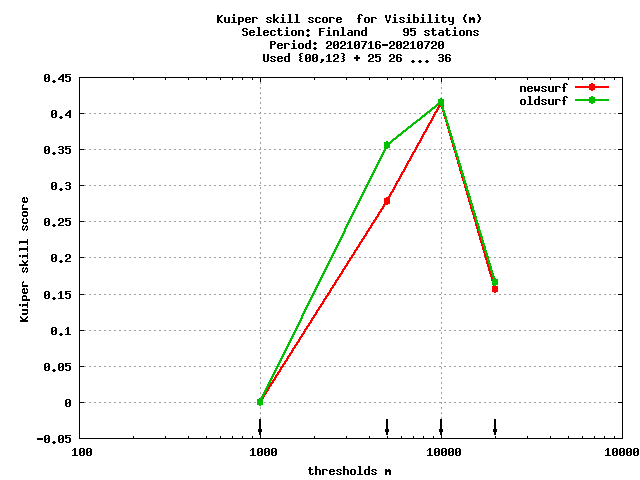 Kuiper skill score  for Visibility (m)
Selection: Finland     95 stations
Period: 20210716-20210720
Used {00,12} + 25 26 ... 36
newsurf
oldsurf
Kuiper skill score
0.45
0.4
0.35
0.3
0.25
0.2
0.15
0.1
0.05
0
-0.05
100 1000 10000 10000
thresholds m